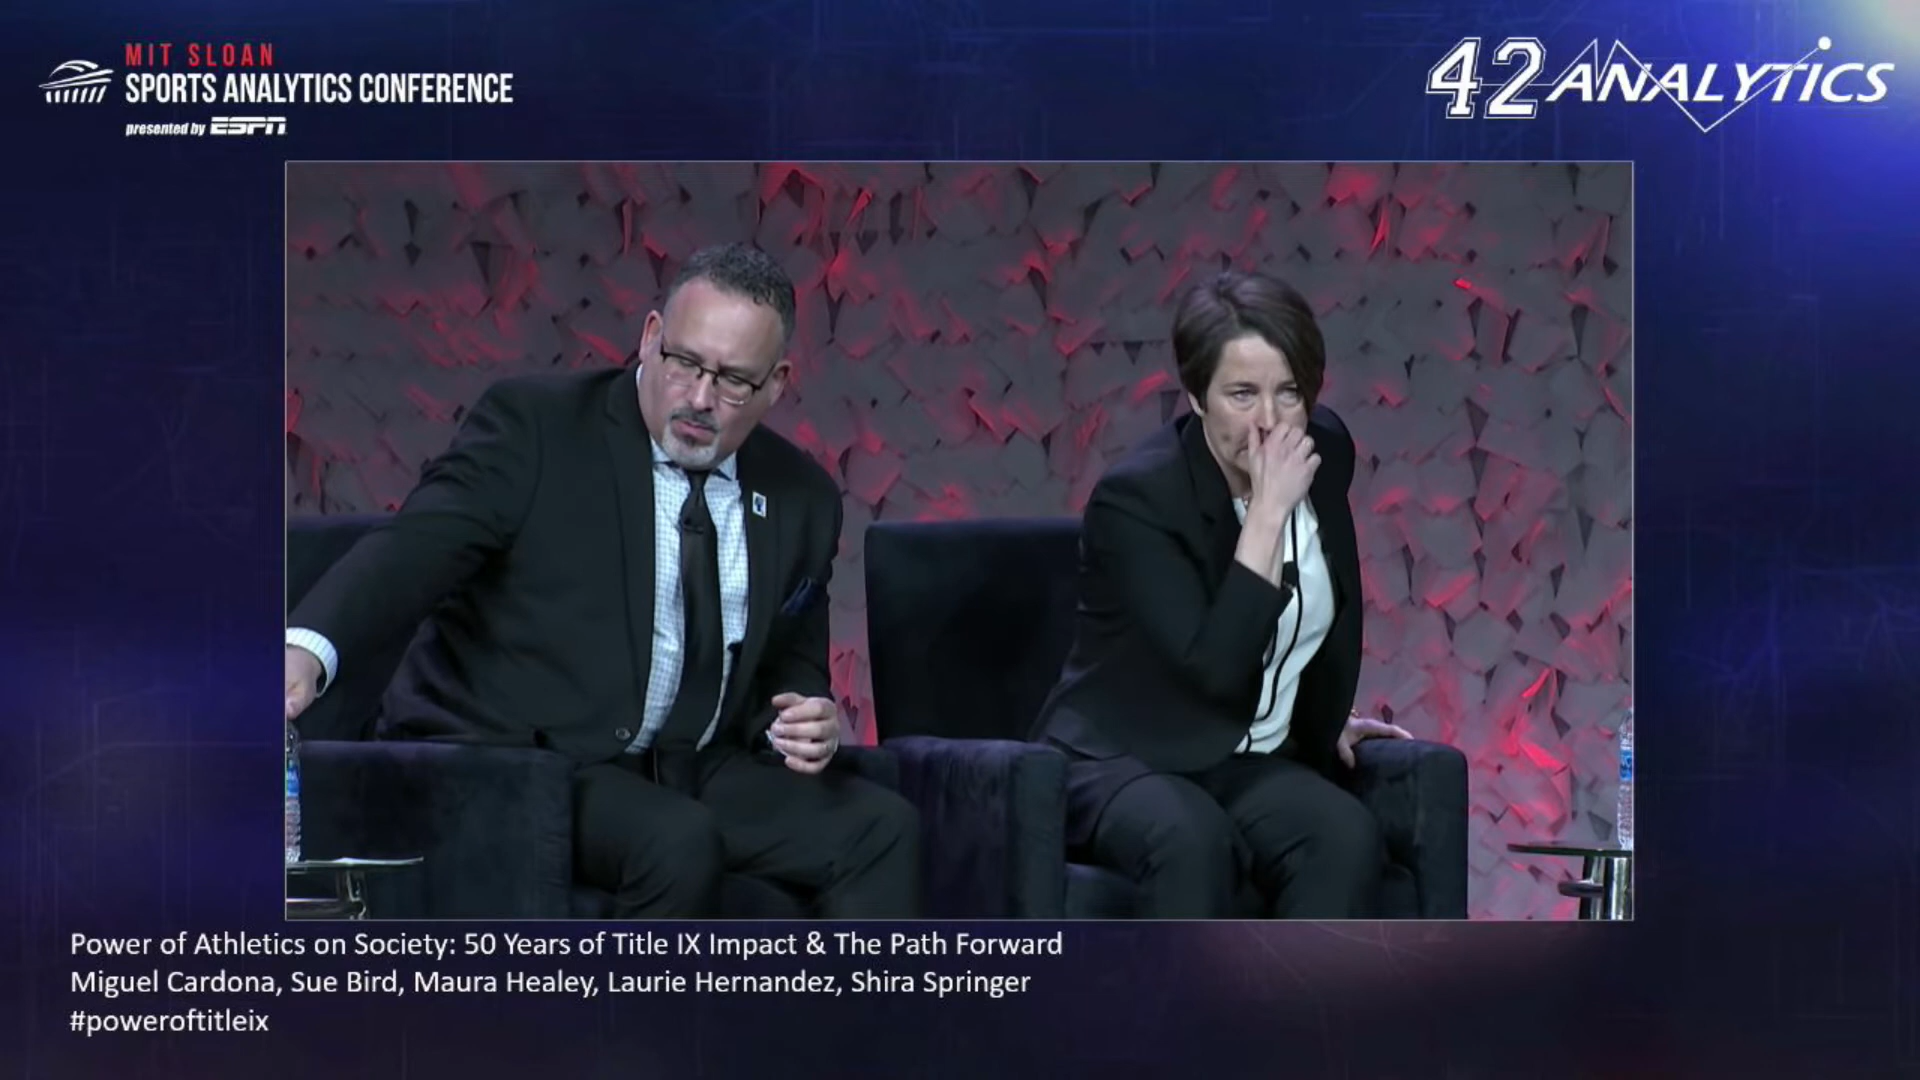 MIT SLOAN
SPORTS ANALYTICS CONFERENCE
presented by ESPN
42 ANALYTICS
Power of Athletics on Society: 50 Years of Title IX Impact & The Path Forward
Miguel Cardona, Sue Bird, Maura Healey, Laurie Hernandez, Shira Springer
#poweroftitleix